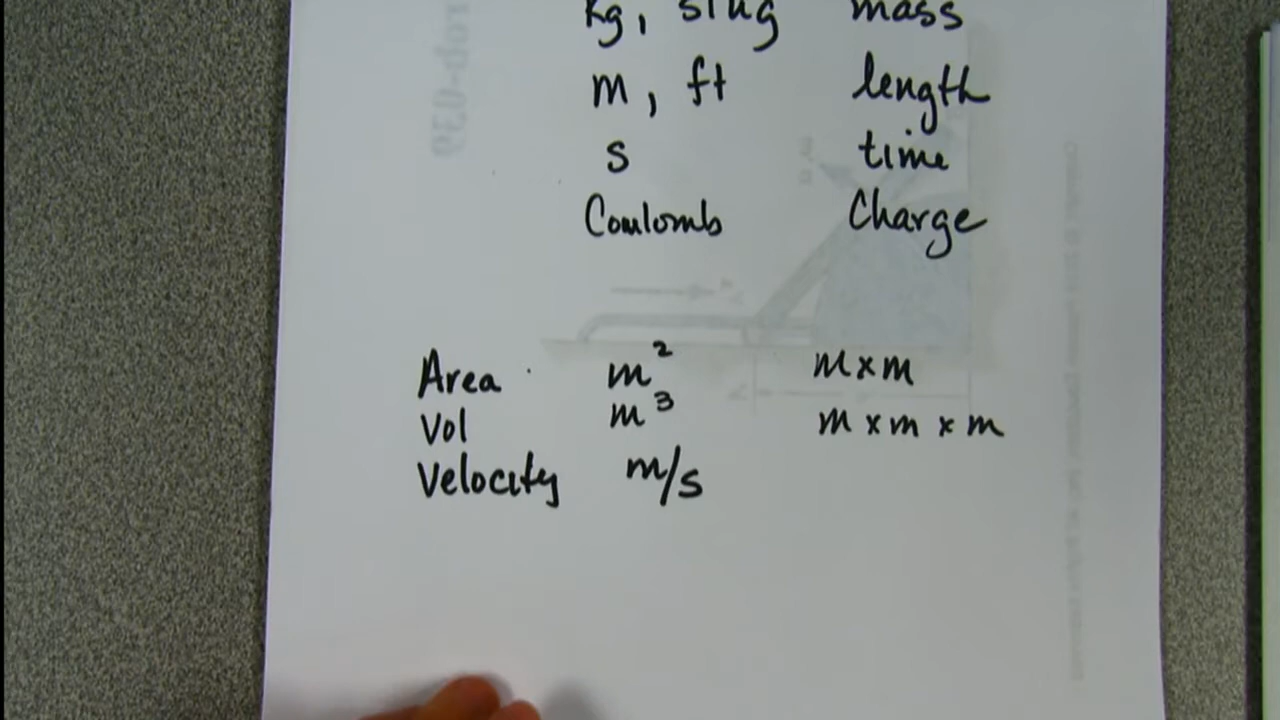 kg, slug mass
m, ft length
s time
Coulomb Charge
Area m²  m x m
Vol m³ m x m x m
Velocity m/s